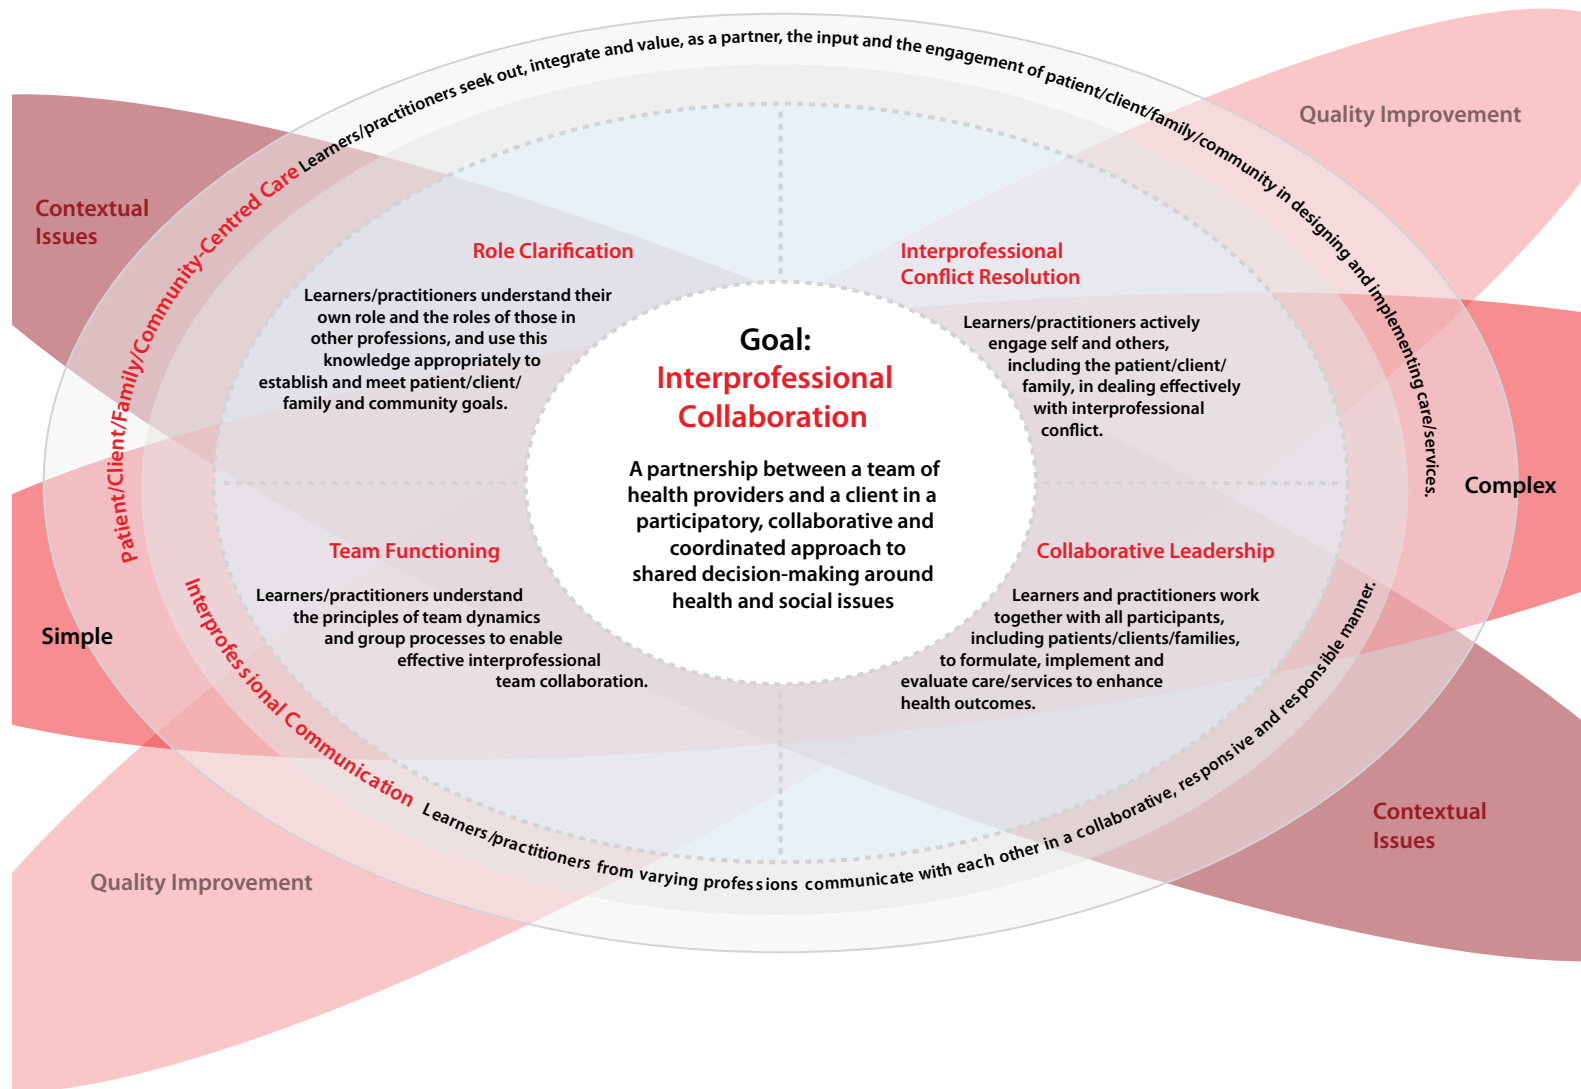 Patient/Client/Family/Community-Centred Care Learners/practitioners seek out, integrate and value, as a partner, the input and the engagement of patient/client/family/community in designing and implementing care/services.
Quality Improvement
Contextual
Issues
Role Clarification
Learners/practitioners understand their
own role and the roles of those in
other professions, and use this
knowledge appropriately to
establish and meet patient/client/
family and community goals.
Interprofessional
Conflict Resolution
Learners/practitioners actively
engage self and others,
including the patient/client/
family, in dealing effectively
with interprofessional
conflict.
Goal:
Interprofessional
Collaboration
A partnership between a team of
health providers and a client in a
participatory, collaborative and
coordinated approach to
shared decision-making around
health and social issues
Complex
Team Functioning
Learners/practitioners understand
the principles of team dynamics
and group processes to enable
effective interprofessional
team collaboration.
Collaborative Leadership
Learners and practitioners work
together with all participants,
including patients/clients/families,
to formulate, implement and
evaluate care/services to enhance
health outcomes.
Simple
Interprofessional Communication Learners/practitioners from varying professions communicate with each other in a collaborative, responsive and responsible manner.
Contextual
Issues
Quality Improvement